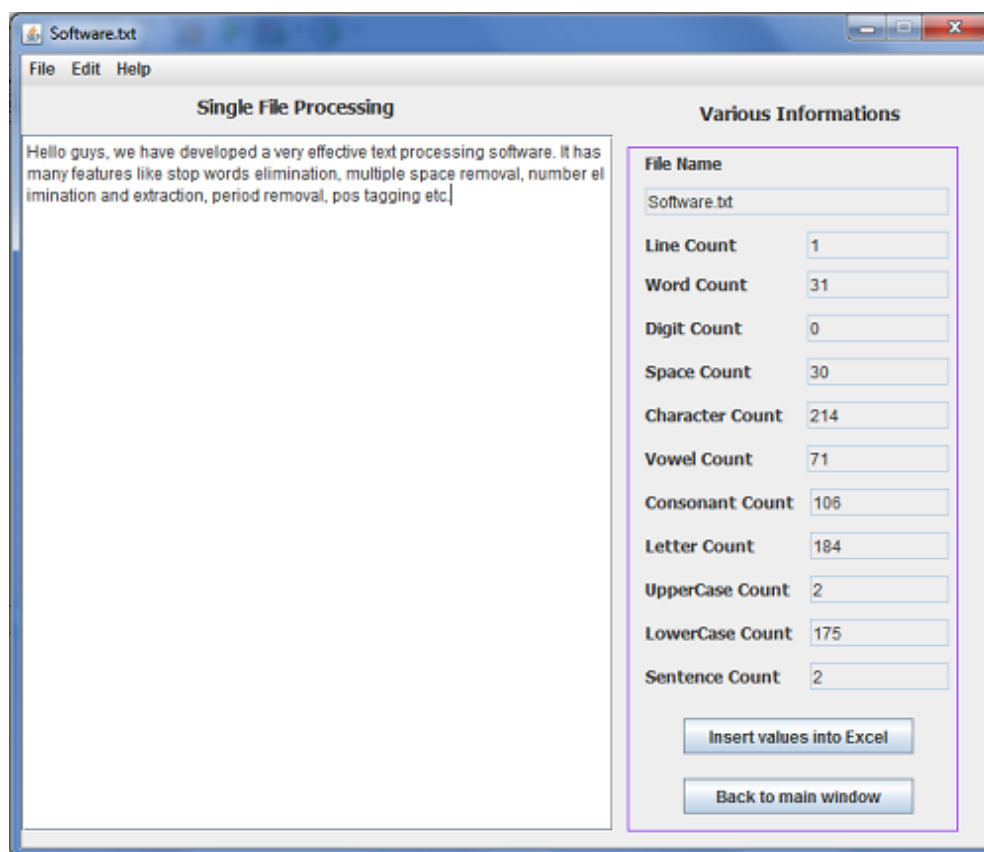 Software.txt
File Edit Help
Single File Processing
Hello guys, we have developed a very effective text processing software. It has
many features like stop words elimination, multiple space removal, number el
imination and extraction, period removal, pos tagging etc.
Various Informations
File Name
Software.txt
Line Count 1
Word Count 31
Digit Count 0
Space Count 30
Character Count 214
Vowel Count 71
Consonant Count 106
Letter Count 184
UpperCase Count 2
LowerCase Count 175
Sentence Count 2
Insert values into Excel
Back to main window